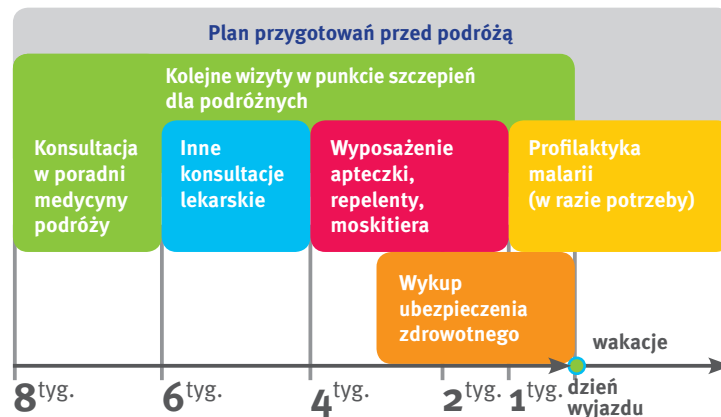 Plan przygotowań przed podróżą
Kolejne wizyty w punkcie szczepień
dla podróżnych
Konsultacja
w poradni
medycyny
podróży
Inne
konsultacje
lekarskie
Wyposażenie
apteczki,
repelenty,
moskitiera
Profilaktyka
malarii
(w razie potrzeby)
Wykup
ubezpieczenia
zdrowotnego
wakacje
8 tyg.
6 tyg.
4 tyg.
2 tyg.
1 tyg.
dzień
wyjazdu